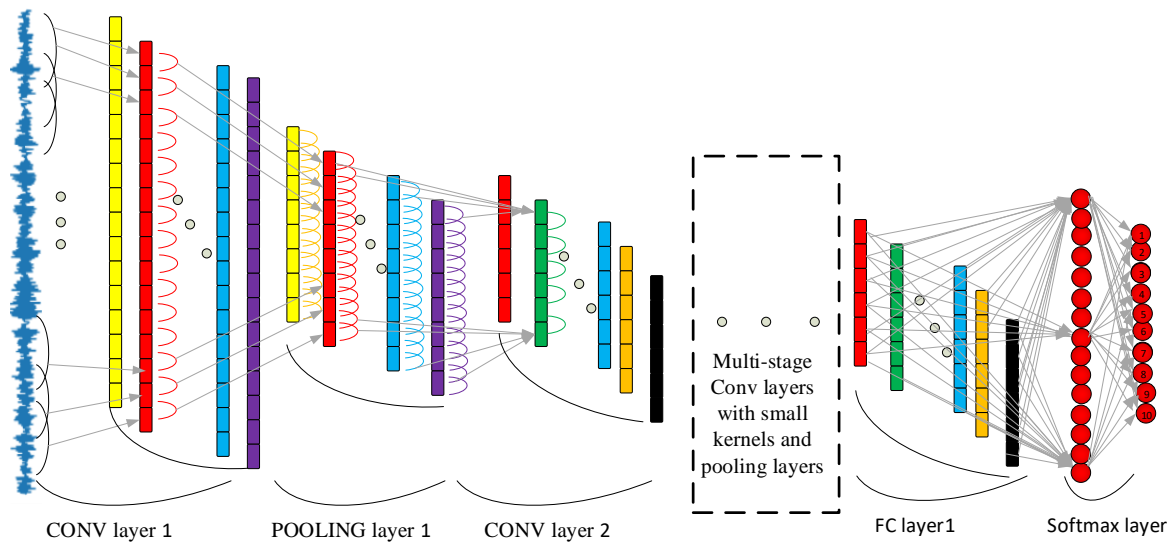 1
2
3
4
5
6
7
8
9
10
Multi-stage
Conv layers
with small
kernels and
pooling layers
CONV layer 1
POOLING layer 1
CONV layer 2
FC layer1
Softmax layer